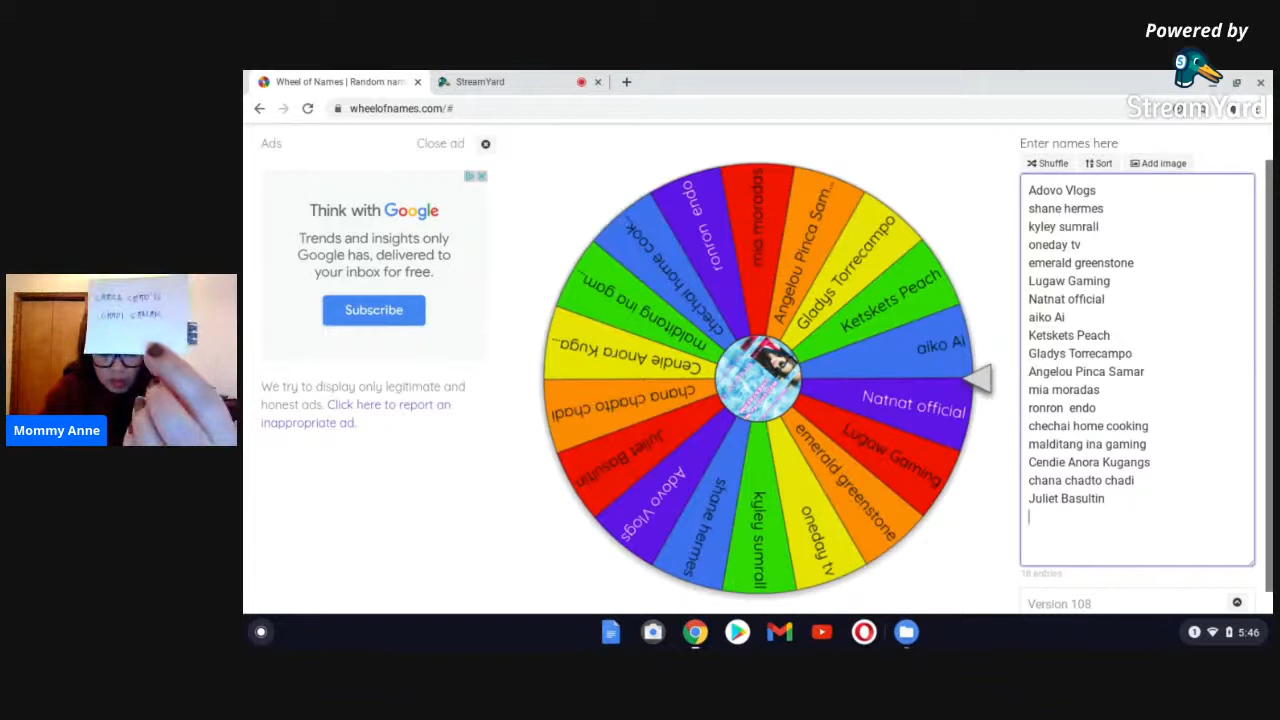 Powered by
StreamYard
Wheel of Names | Random nam
StreamYard
wheelofnames.com/#
Ads
Close ad
Think with Google
Trends and insights only
Google has, delivered to
your inbox for free.
Subscribe
We try to display only legitimate and
honest ads. Click here to report an
inappropriate ad.
mia moradas
Angelou Pinca Sam...
Gladys Torrecampo
Ketskets Peach
aiko Ai
Natnat official
Lugaw Gaming
emerald greenstone
oneday tv
kyley sumrall
shane hermes
Adovo Vlogs
Juliet Basultin
chana chadto chadi
Cendie Anora Kuga...
malditang ina gam...
chechai home cook...
ronron endo
Enter names here
Shuffle
Sort
Add image
Adovo Vlogs
shane hermes
kyley sumrall
oneday tv
emerald greenstone
Lugaw Gaming
Natnat official
aiko Ai
Ketskets Peach
Gladys Torrecampo
Angelou Pinca Samar
mia moradas
ronron endo
chechai home cooking
malditang ina gaming
Cendie Anora Kugangs
chana chadto chadi
Juliet Basultin
18 entries
Version 108
Mommy Anne
1
5:46